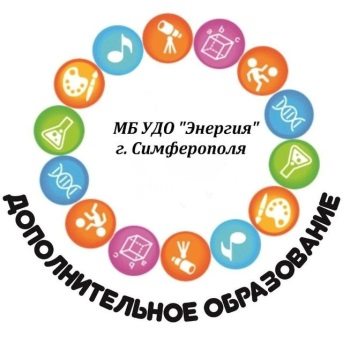 МБ УДО "Энергия"
г. Симферополя
ДОПОЛНИТЕЛЬНОЕ ОБРАЗОВАНИЕ